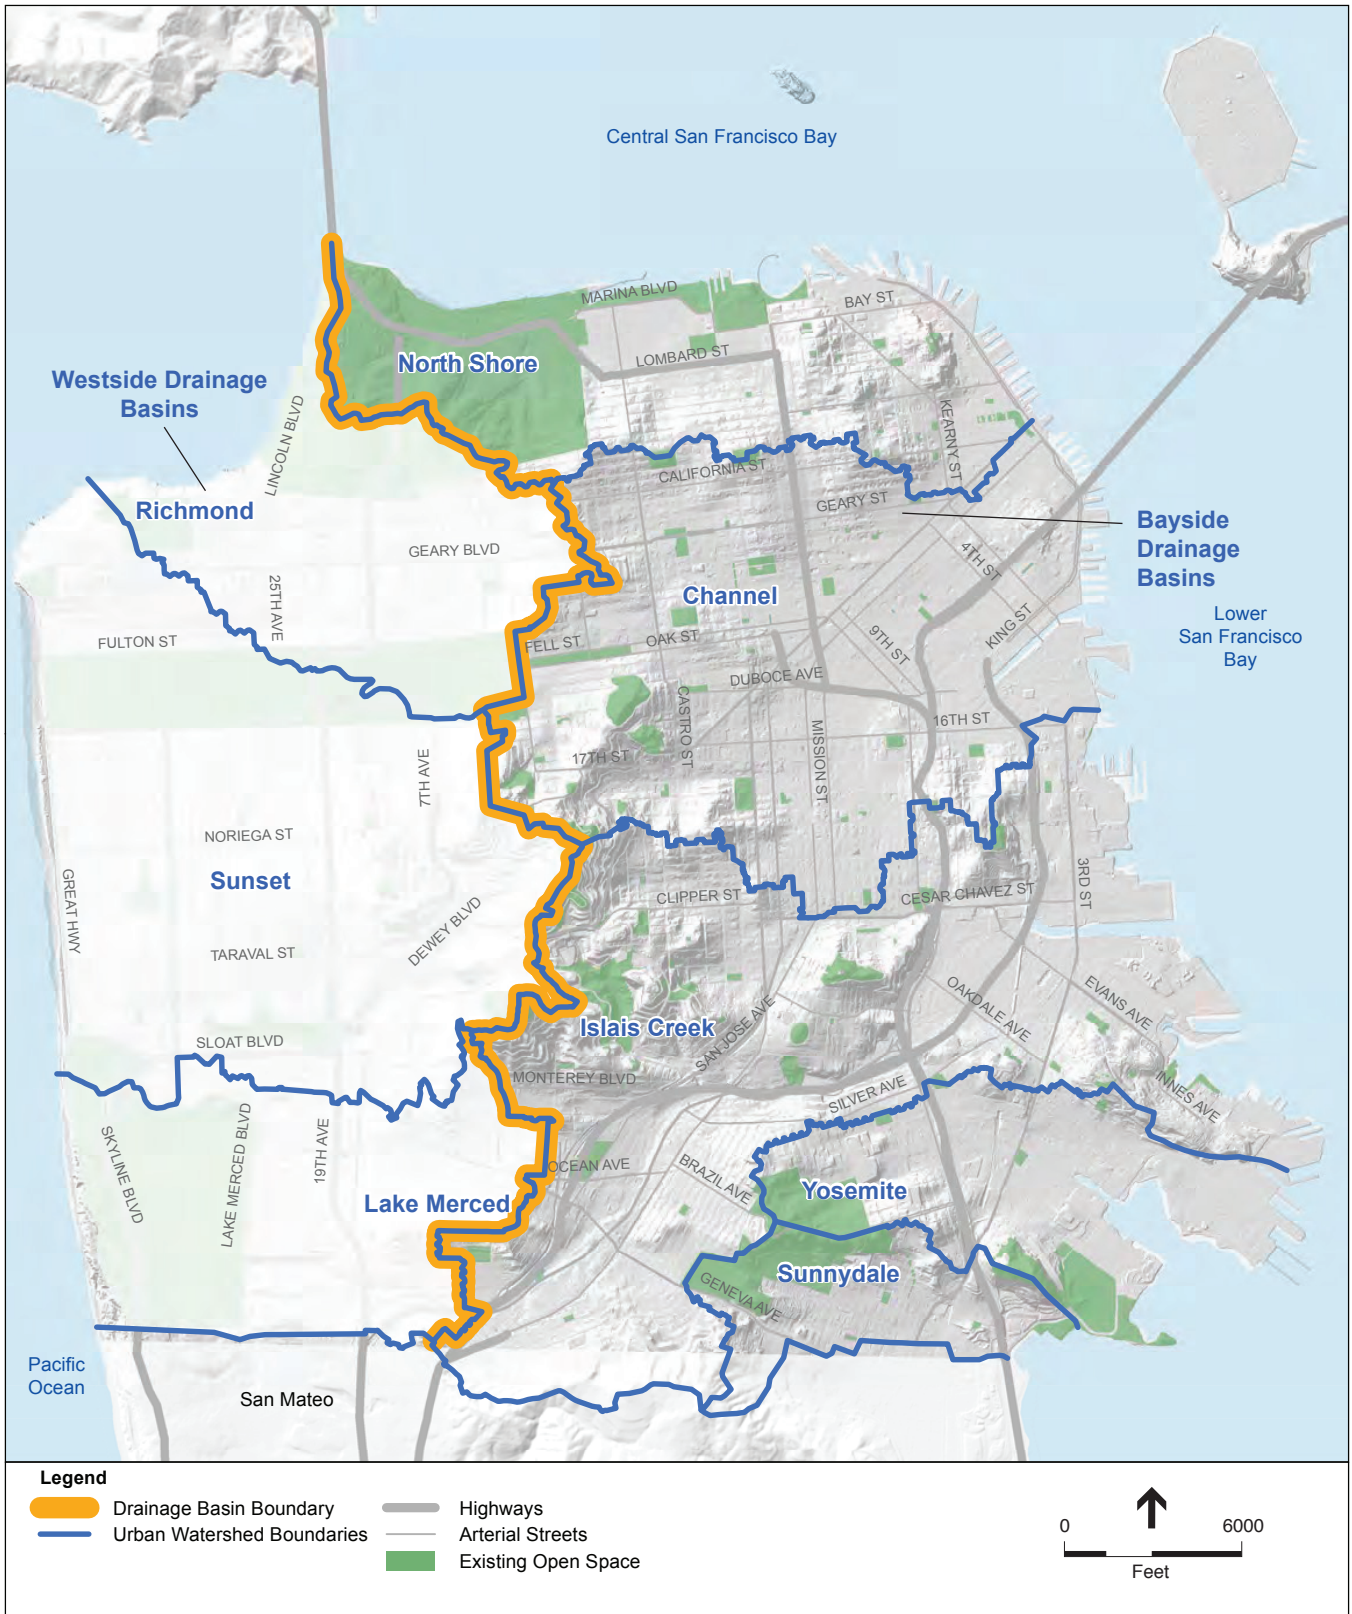 Central San Francisco Bay
MARINA BLVD
BAY ST
LOMBARD ST
North Shore
Westside Drainage
Basins
LINCOLN BLVD
KEARNY ST
CALIFORNIA ST
GEARY ST
Richmond
Bayside
Drainage
Basins
GEARY BLVD
4TH ST
25TH AVE
Channel
KING ST
Lower
San Francisco
Bay
FULTON ST
FELL ST
OAK ST
9TH ST
DUBOCE AVE
CASTRO ST
16TH ST
MISSION ST
17TH ST
7TH AVE
NORIEGA ST
Sunset
GREAT HWY
CLIPPER ST
CESAR CHAVEZ ST
3RD ST
DEWEY BLVD
TARAVAL ST
OAKDALE AVE
EVANS AVE
Islais Creek
SAN JOSE AVE
SLOAT BLVD
MONTEREY BLVD
SILVER AVE
INNES AVE
SKYLINE BLVD
LAKE MERCED BLVD
19TH AVE
OCEAN AVE
BRAZIL AVE
Yosemite
Lake Merced
Sunnydale
GENEVA AVE
Pacific
Ocean
San Mateo
Legend
Drainage Basin Boundary
Urban Watershed Boundaries
Highways
Arterial Streets
Existing Open Space
0 6000
Feet